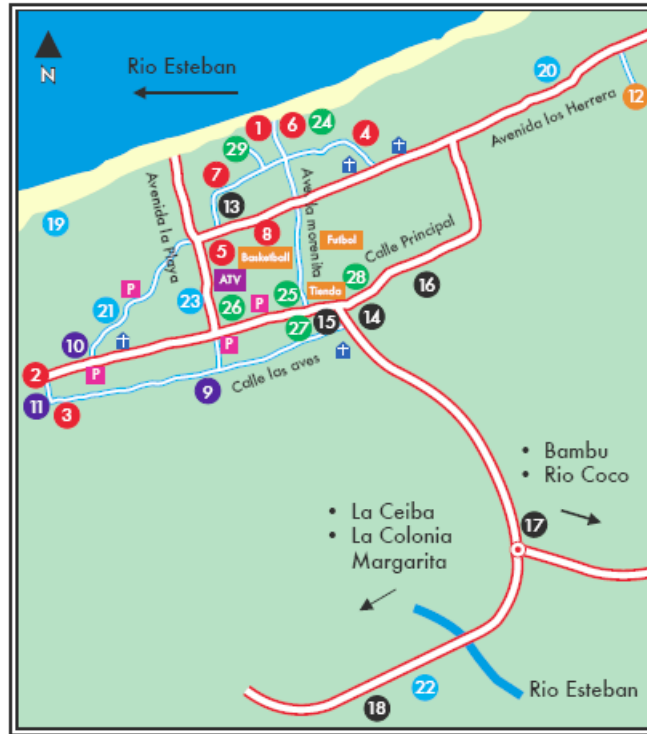 N
Rio Esteban
20
12
Avenida los Herrera
1
6
24
4
29
7
13
Avenida la Playa
Avenida morenita
19
5
8
Basketball
Futbol
Calle Principal
ATV
P
21
23
26
P
25
Tienda
28
16
10
P
27
15
14
2
P
Calle las aves
11
3
9
• Bambu
• Rio Coco
17
• La Ceiba
• La Colonia
Margarita
22
18
Rio Esteban